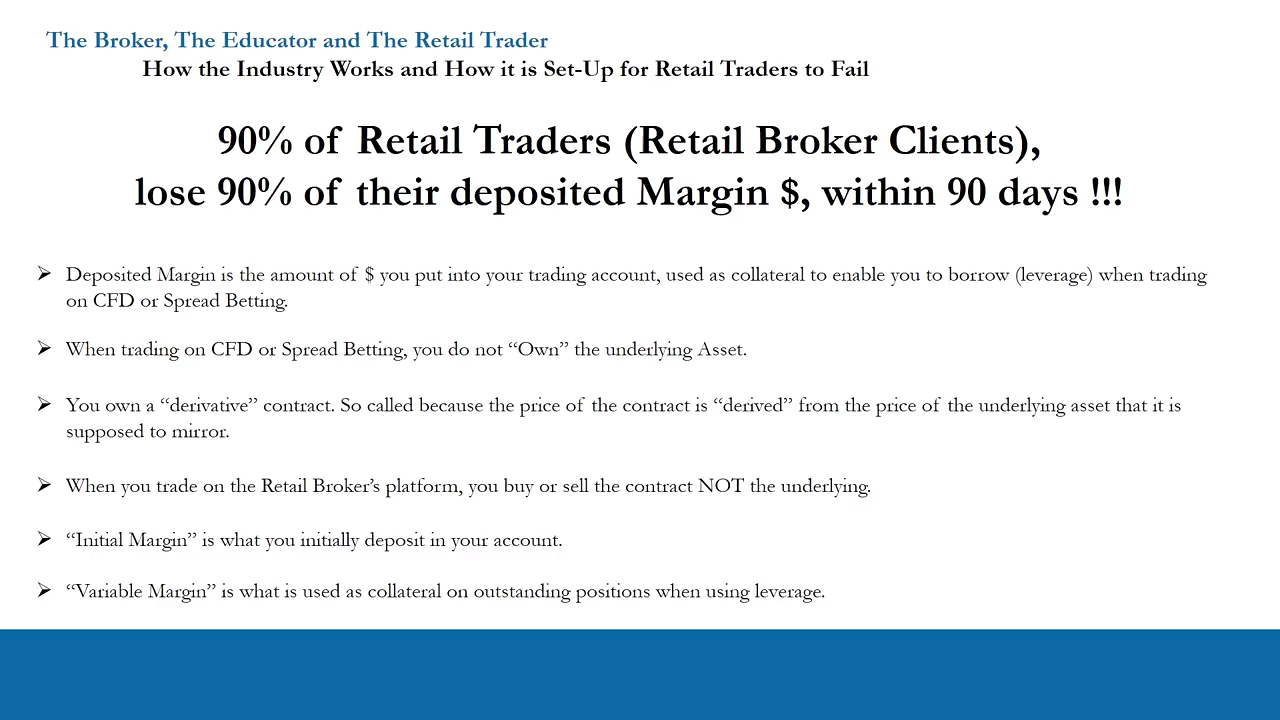 The Broker, The Educator and The Retail Trader
How the Industry Works and How it is Set-Up for Retail Traders to Fail
90% of Retail Traders (Retail Broker Clients),
lose 90% of their deposited Margin $, within 90 days !!!
➢ Deposited Margin is the amount of $ you put into your trading account, used as collateral to enable you to borrow (leverage) when trading
on CFD or Spread Betting.
➢ When trading on CFD or Spread Betting, you do not “Own” the underlying Asset.
➢ You own a “derivative” contract. So called because the price of the contract is “derived” from the price of the underlying asset that it is
supposed to mirror.
➢ When you trade on the Retail Broker’s platform, you buy or sell the contract NOT the underlying.
➢ “Initial Margin” is what you initially deposit in your account.
➢ “Variable Margin” is what is used as collateral on outstanding positions when using leverage.